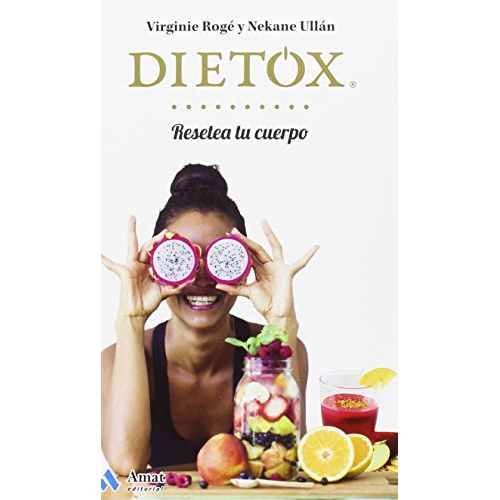 Virginie Rogé y Nekane Ullán
DIETOX®
Resetea tu cuerpo
Amat
editorial